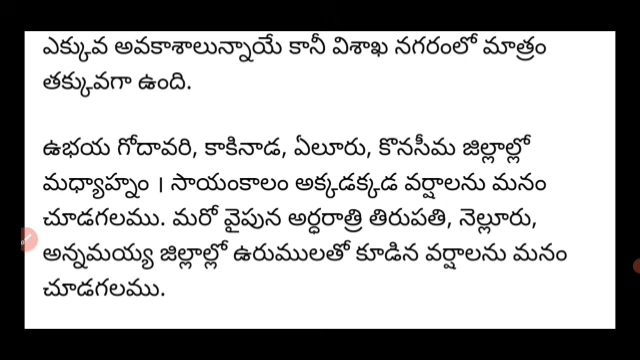 ఎక్కువ అవకాశాలున్నాయే కానీ విశాఖ నగరంలో మాత్రం
తక్కువగా ఉంది.
ఉభయ గోదావరి, కాకినాడ, ఏలూరు, కొనసీమ జిల్లాల్లో
మధ్యాహ్నం । సాయంకాలం అక్కడక్కడ వర్షాలను మనం
చూడగలము. మరో వైపున అర్ధరాత్రి తిరుపతి, నెల్లూరు,
అన్నమయ్య జిల్లాల్లో ఉరుములతో కూడిన వర్షాలను మనం
చూడగలము.